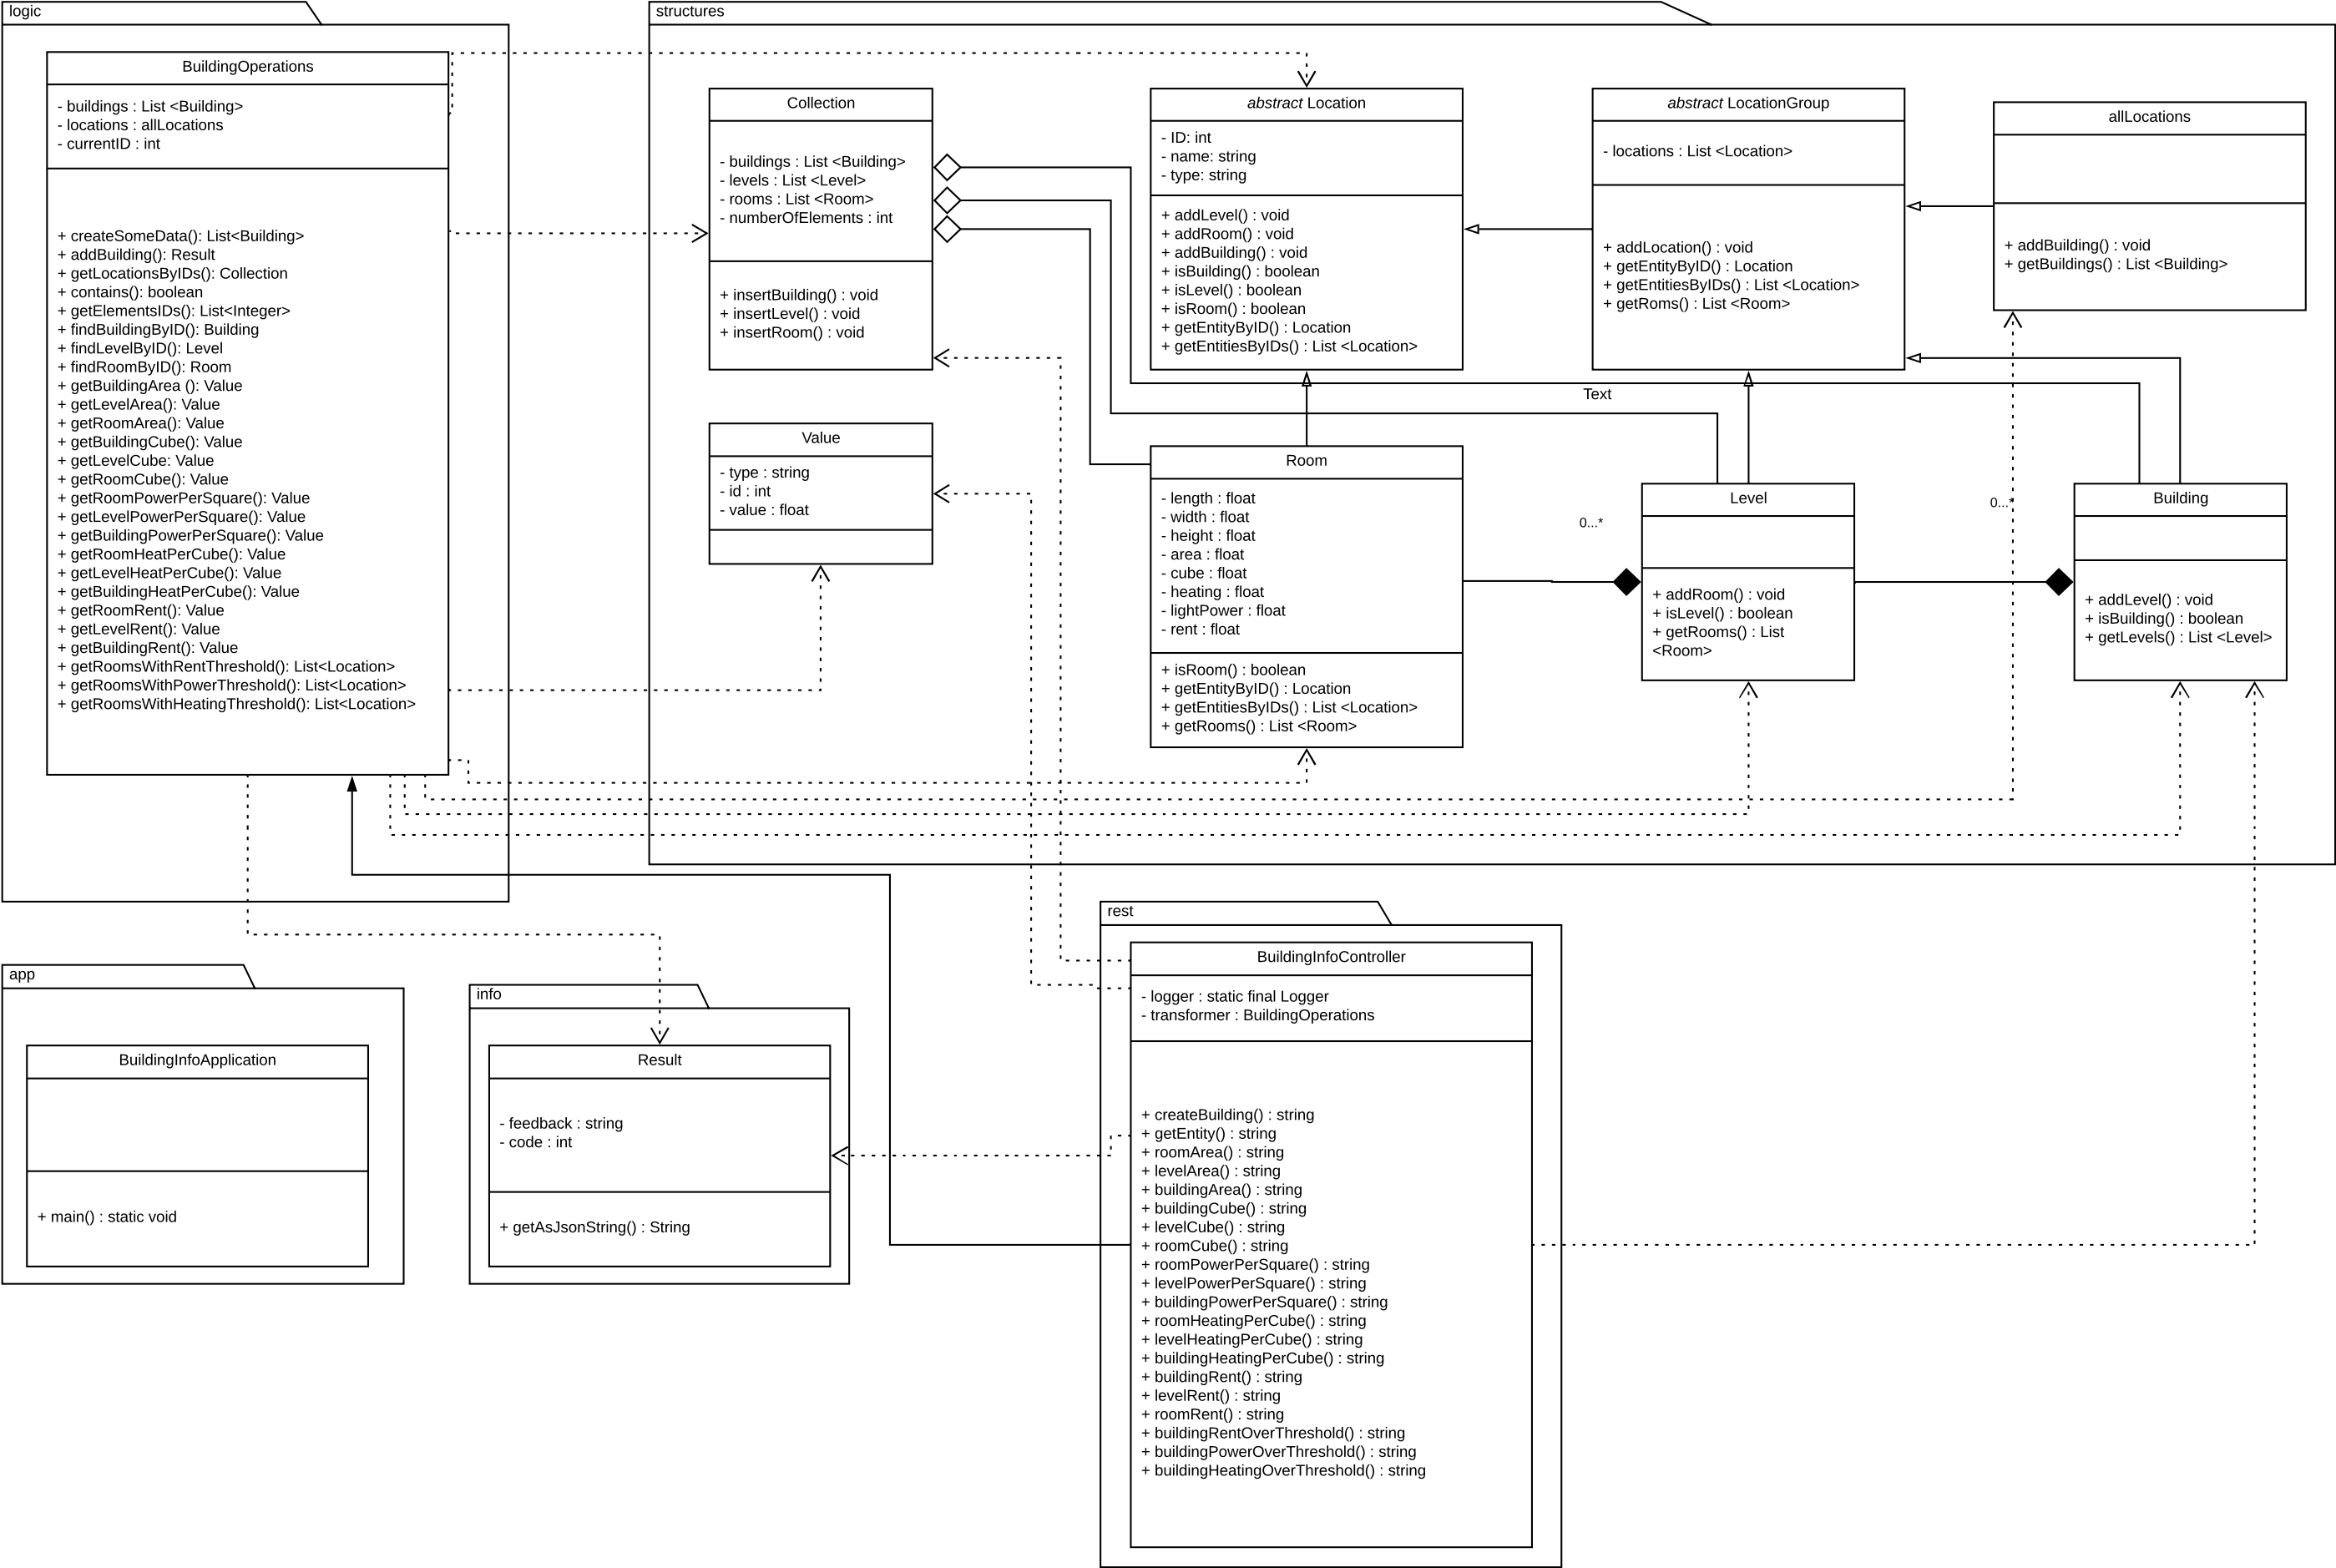 logic
BuildingOperations
- buildings : List <Building>
- locations : allLocations
- currentID : int
+ createSomeData(): List<Building>
+ addBuilding(): Result
+ getLocationsByIDs(): Collection
+ contains(): boolean
+ getElementsIDs(): List<Integer>
+ findBuildingByID(): Building
+ findLevelByID(): Level
+ findRoomByID(): Room
+ getBuildingArea (): Value
+ getLevelArea(): Value
+ getRoomArea(): Value
+ getBuildingCube(): Value
+ getLevelCube: Value
+ getRoomCube(): Value
+ getRoomPowerPerSquare(): Value
+ getLevelPowerPerSquare(): Value
+ getBuildingPowerPerSquare(): Value
+ getRoomHeatPerCube(): Value
+ getLevelHeatPerCube(): Value
+ getBuildingHeatPerCube(): Value
+ getRoomRent(): Value
+ getLevelRent(): Value
+ getBuildingRent(): Value
+ getRoomsWithRentThreshold(): List<Location>
+ getRoomsWithPowerThreshold(): List<Location>
+ getRoomsWithHeatingThreshold(): List<Location>
structures
Collection
- buildings : List <Building>
- levels : List <Level>
- rooms : List <Room>
- numberOfElements : int
+ insertBuilding() : void
+ insertLevel() : void
+ insertRoom() : void
abstract Location
- ID: int
- name: string
- type: string
+ addLevel() : void
+ addRoom() : void
+ addBuilding() : void
+ isBuilding() : boolean
+ isLevel() : boolean
+ isRoom() : boolean
+ getEntityByID() : Location
+ getEntitiesByIDs() : List <Location>
abstract LocationGroup
- locations : List <Location>
+ addLocation() : void
+ getEntityByID() : Location
+ getEntitiesByIDs() : List <Location>
+ getRoms() : List <Room>
allLocations
+ addBuilding() : void
+ getBuildings() : List <Building>
Text
Value
- type : string
- id : int
- value : float
Room
- length : float
- width : float
- height : float
- area : float
- cube : float
- heating : float
- lightPower : float
- rent : float
+ isRoom() : boolean
+ getEntityByID() : Location
+ getEntitiesByIDs() : List <Location>
+ getRooms() : List <Room>
0...*
Level
+ addRoom() : void
+ isLevel() : boolean
+ getRooms() : List
<Room>
0...*
Building
+ addLevel() : void
+ isBuilding() : boolean
+ getLevels() : List <Level>
app
BuildingInfoApplication
+ main() : static void
info
Result
- feedback : string
- code : int
+ getAsJsonString() : String
rest
BuildingInfoController
- logger : static final Logger
- transformer : BuildingOperations
+ createBuilding() : string
+ getEntity() : string
+ roomArea() : string
+ levelArea() : string
+ buildingArea() : string
+ buildingCube() : string
+ levelCube() : string
+ roomCube() : string
+ roomPowerPerSquare() : string
+ levelPowerPerSquare() : string
+ buildingPowerPerSquare() : string
+ roomHeatingPerCube() : string
+ levelHeatingPerCube() : string
+ buildingHeatingPerCube() : string
+ buildingRent() : string
+ levelRent() : string
+ roomRent() : string
+ buildingRentOverThreshold() : string
+ buildingPowerOverThreshold() : string
+ buildingHeatingOverThreshold() : string